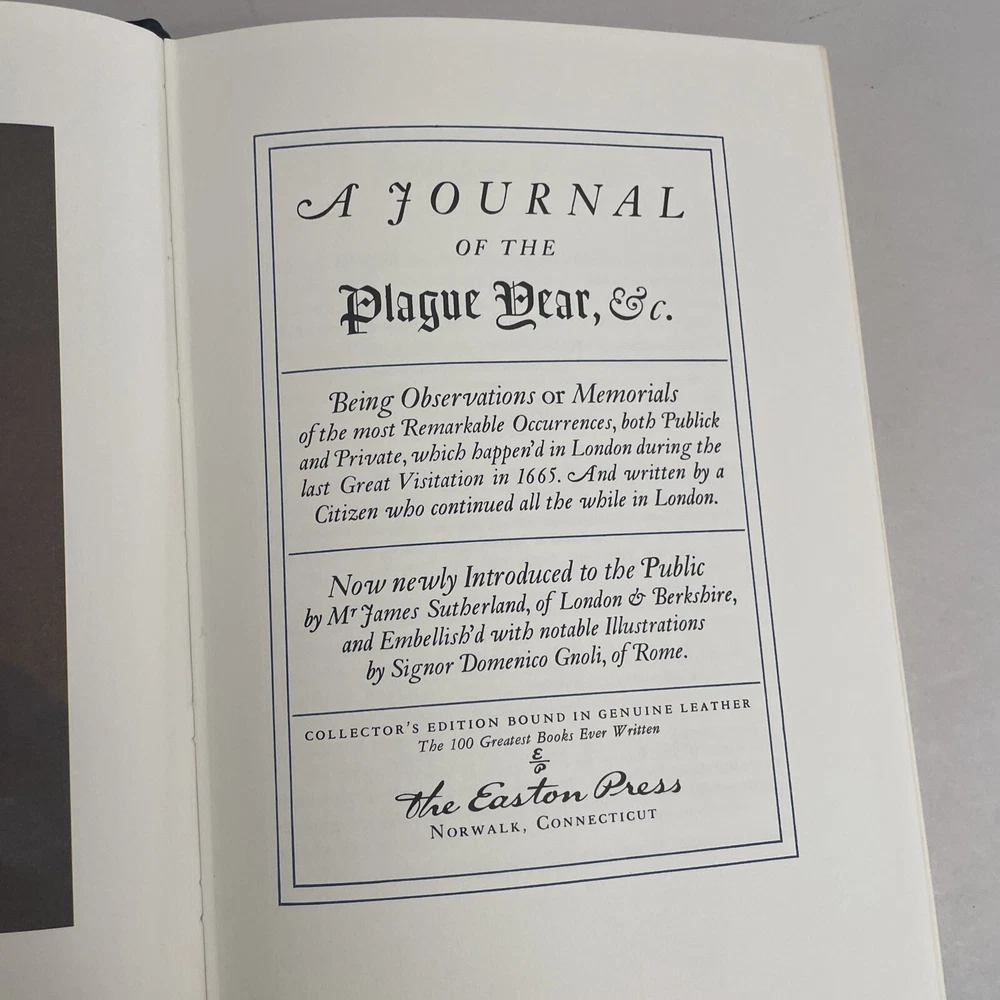 A JOURNAL
OF THE
Plague Year, &c.
Being Observations or Memorials
of the most Remarkable Occurrences, both Publick
and Private, which happen'd in London during the
last Great Visitation in 1665. And written by a
Citizen who continued all the while in London.
Now newly Introduced to the Public
by Mr James Sutherland, of London & Berkshire,
and Embellish'd with notable Illustrations
by Signor Domenico Gnoli, of Rome.
COLLECTOR'S EDITION BOUND IN GENUINE LEATHER
The 100 Greatest Books Ever Written
E
P
the Easton Press
NORWALK, CONNECTICUT